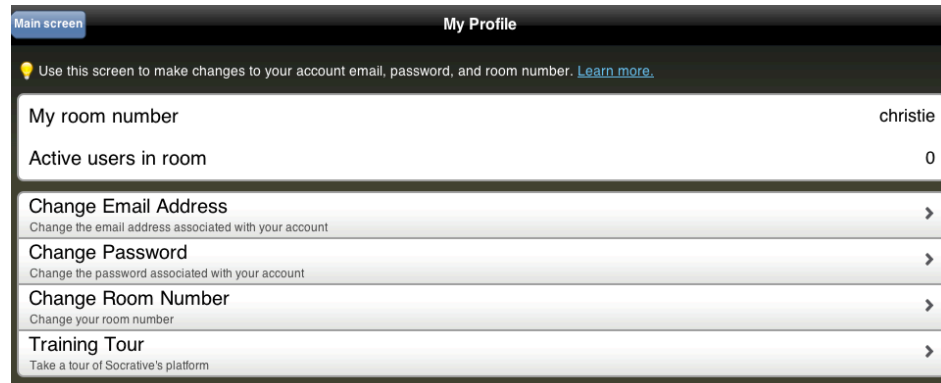 Main screen
My Profile
Use this screen to make changes to your account email, password, and room number. Learn more.
My room number christie
Active users in room 0
Change Email Address
Change the email address associated with your account
Change Password
Change the password associated with your account
Change Room Number
Change your room number
Training Tour
Take a tour of Socrative's platform